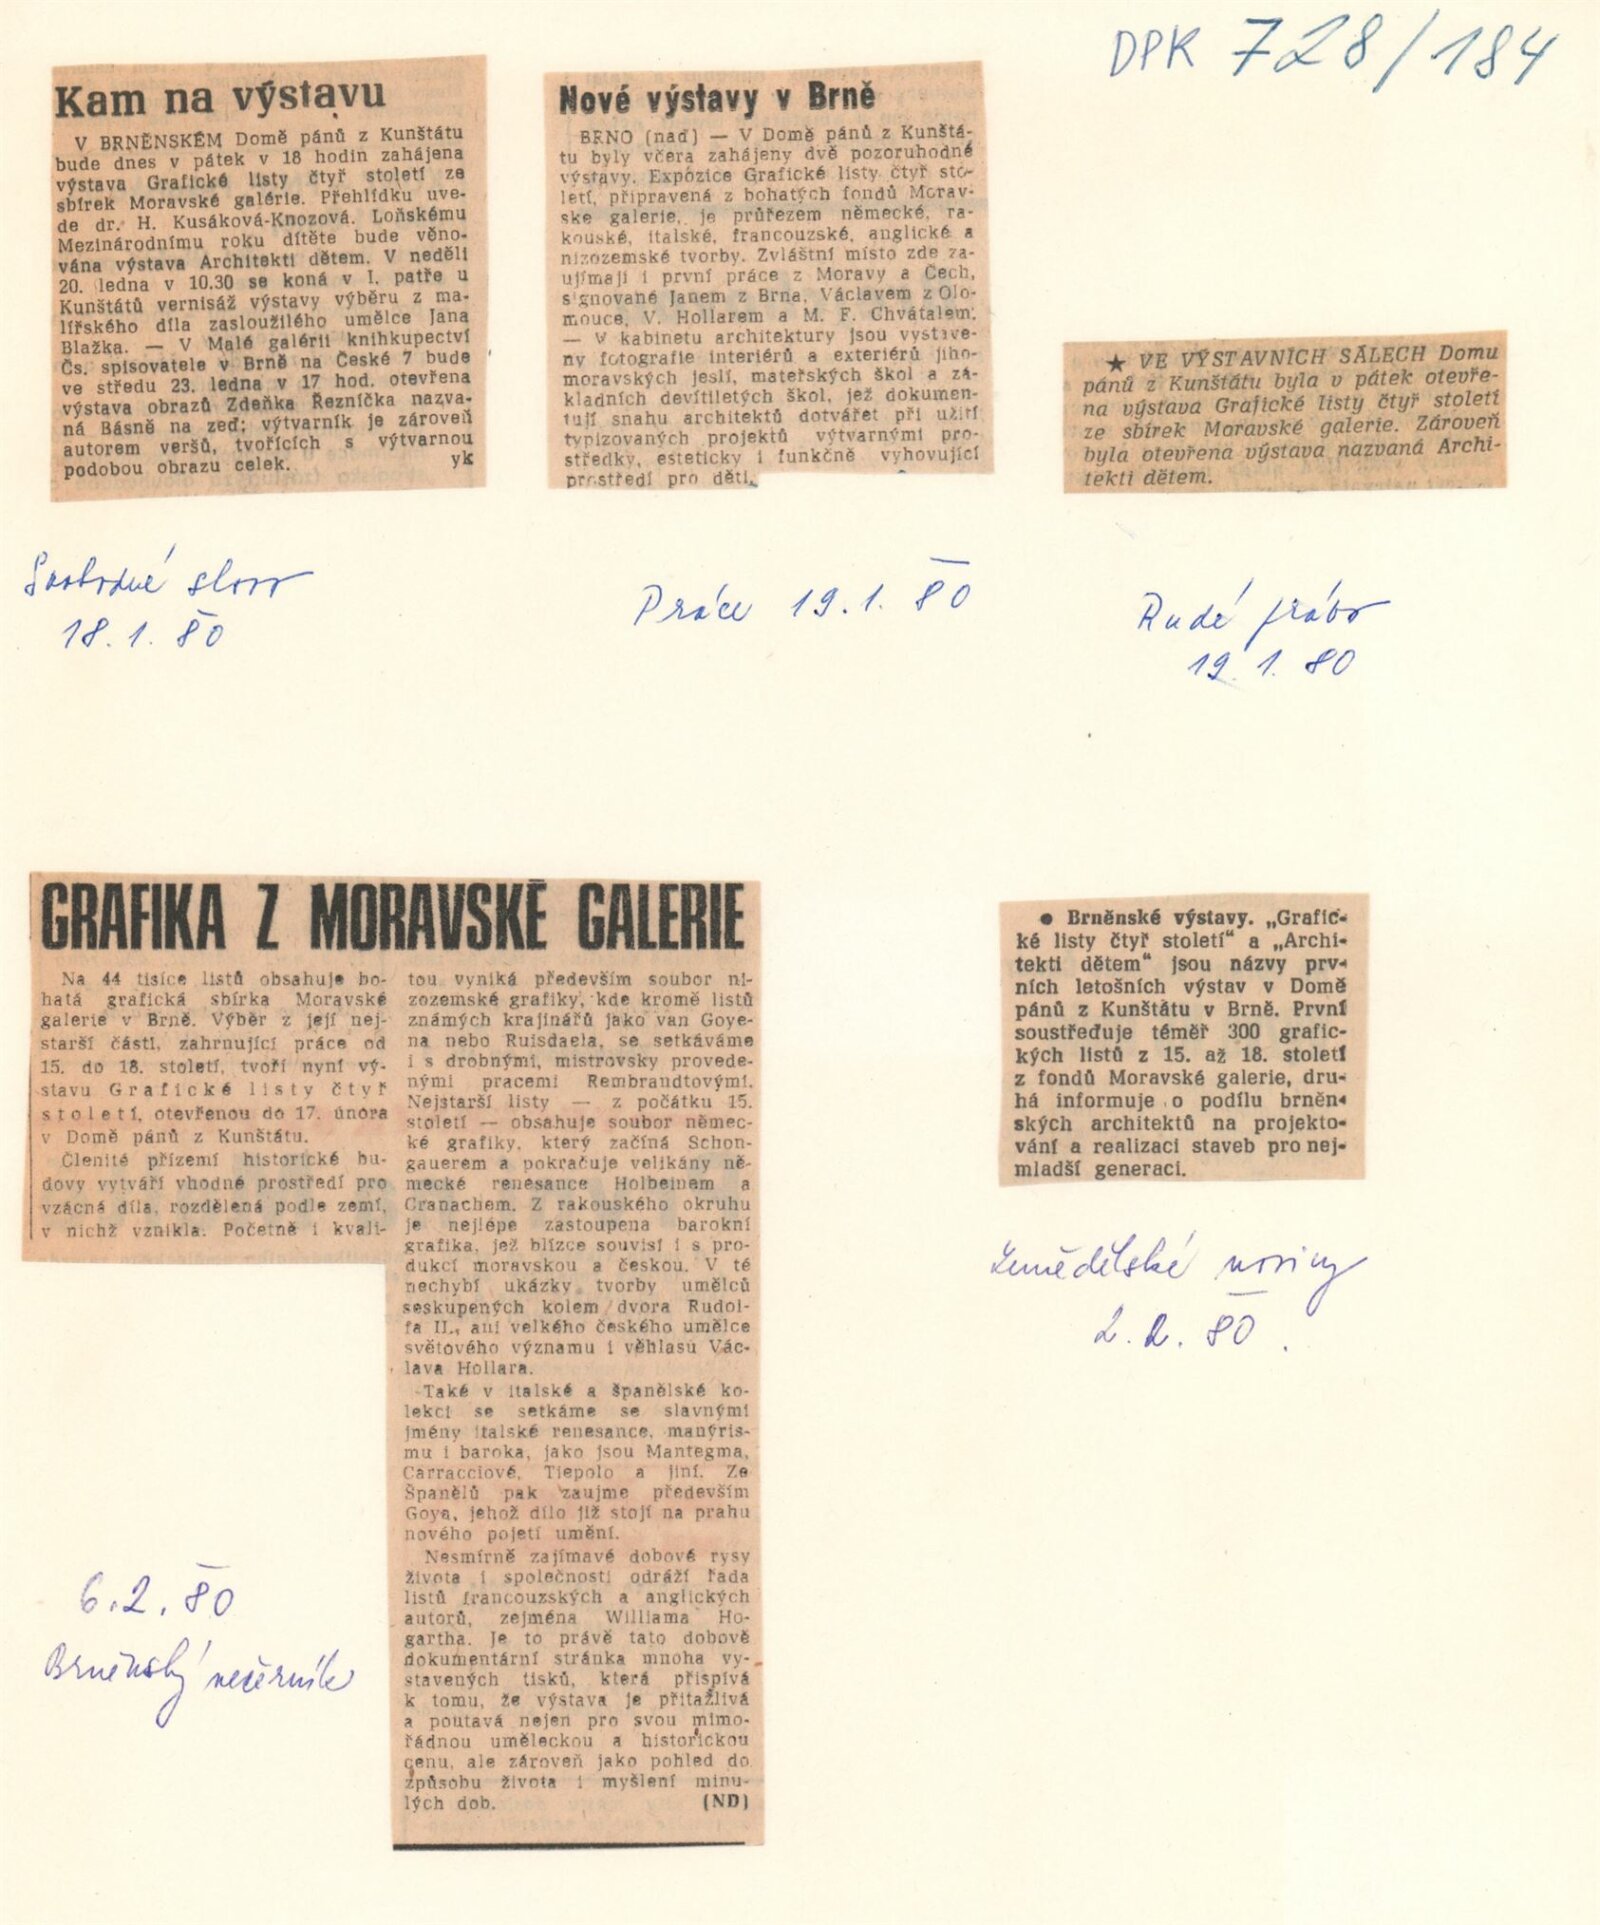 DPK 728/184
Kam na výstavu
V BRNĚNSKÉM Domě pánů z Kunštátu
bude dnes v pátek v 18 hodin zahájena
výstava Grafické listy čtyř století ze
sbírek Moravské galérie. Přehlídku uve-
de dr. H. Kusáková-Knozová. Loňskému
Mezinárodnímu roku dítěte bude věno-
vána výstava Architekti dětem. V neděli
20. ledna v 10.30 se koná v I. patře u
Kunštátů vernisáž výstavy výběru z ma-
lířského díla zasloužilého umělce Jana
Blažka. — V Malé galérii knihkupectví
Čs. spisovatele v Brně na České 7 bude
ve středu 23. ledna v 17 hod. otevřena
výstava obrazů Zdeňka Řezníčka nazva-
ná Básně na zeď; výtvarník je zároveň
autorem veršů, tvořících s výtvarnou
podobou obrazu celek. yk
Svobodné slovo
18. 1. 80
Nové výstavy v Brně
BRNO (nad) — V Domě pánů z Kunštá-
tu byly včera zahájeny dvě pozoruhodné
výstavy. Expozice Grafické listy čtyř sto-
letí, připravená z bohatých fondů Morav-
ské galerie, je průřezem německé, ra-
kouské, italské, francouzské, anglické a
nizozemské tvorby. Zvláštní místo zde za-
ujímají i první práce z Moravy a Čech,
signované Janem z Brna, Václavem z Olo-
mouce, V. Hollarem a M. F. Chvátalem.
— V kabinetu architektury jsou vystave-
ny fotografie interiérů a exteriérů jiho-
moravských jeslí, mateřských škol a zá-
kladních devítiletých škol, jež dokumen-
tují snahu architektů dotvářet při užití
typizovaných projektů výtvarnými pro-
středky, esteticky i funkčně vyhovující
prostředí pro děti.
Práce 19. 1. 80
★ VE VÝSTAVNÍCH SÁLECH Domu
pánů z Kunštátu byla v pátek otevře-
na výstava Grafické listy čtyř století
ze sbírek Moravské galerie. Zároveň
byla otevřena výstava nazvaná Archi-
tekti dětem.
Rudé právo
19. 1. 80
GRAFIKA Z MORAVSKÉ GALERIE
Na 44 tisíce listů obsahuje bo-
hatá grafická sbírka Moravské
galerie v Brně. Výběr z její nej-
starší části, zahrnující práce od
15. do 18. století, tvoří nyní vý-
stavu Grafické listy čtyř
století, otevřenou do 17. února
v Domě pánů z Kunštátu.
Členité přízemí historické bu-
dovy vytváří vhodné prostředí pro
vzácná díla, rozdělená podle zemí,
v nichž vznikla. Početně i kvali-
tou vyniká především soubor ni-
zozemské grafiky, kde kromě listů
známých krajinářů jako van Goye-
na nebo Ruisdaela, se setkáváme
i s drobnými, mistrovsky provede-
nými pracemi Rembrandtovými.
Nejstarší listy — z počátku 15.
století — obsahuje soubor němec-
ké grafiky, který začíná Schon-
gauerem a pokračuje velikány ně-
mecké renesance Holbeinem a
Cranachem. Z rakouského okruhu
je nejlépe zastoupena barokní
grafika, jež blízce souvisí i s pro-
dukcí moravskou a českou. V té
nechybí ukázky tvorby umělců
seskupených kolem dvora Rudol-
fa II., ani velkého českého umělce
světového významu i věhlasu Vác-
lava Hollara.
Také v italské a španělské ko-
lekci se setkáme se slavnými
jmény italské renesance, manýris-
mu i baroka, jako jsou Mantegma,
Carracciové, Tiepolo a jiní. Ze
Španělů pak zaujme především
Goya, jehož dílo již stojí na prahu
nového pojetí umění.
Nesmírně zajímavé dobové rysy
života i společnosti odráží řada
listů francouzských a anglických
autorů, zejména Williama Ho-
gartha. Je to právě tato dobově
dokumentární stránka mnoha vy-
stavených tisků, která přispívá
k tomu, že výstava je přitažlivá
a poutavá nejen pro svou mimo-
řádnou uměleckou a historickou
cenu, ale zároveň jako pohled do
způsobu života i myšlení minu-
lých dob. (ND)
6. 2. 80
Brněnský večerník
● Brněnské výstavy. „Grafic-
ké listy čtyř století“ a „Archi-
tekti dětem“ jsou názvy prv-
ních letošních výstav v Domě
pánů z Kunštátu v Brně. První
soustřeďuje téměř 300 grafic-
kých listů z 15. až 18. století
z fondů Moravské galerie, dru-
há informuje o podílu brněn-
ských architektů na projekto-
vání a realizaci staveb pro nej-
mladší generaci.
Zemědělské noviny
2. 2. 80.